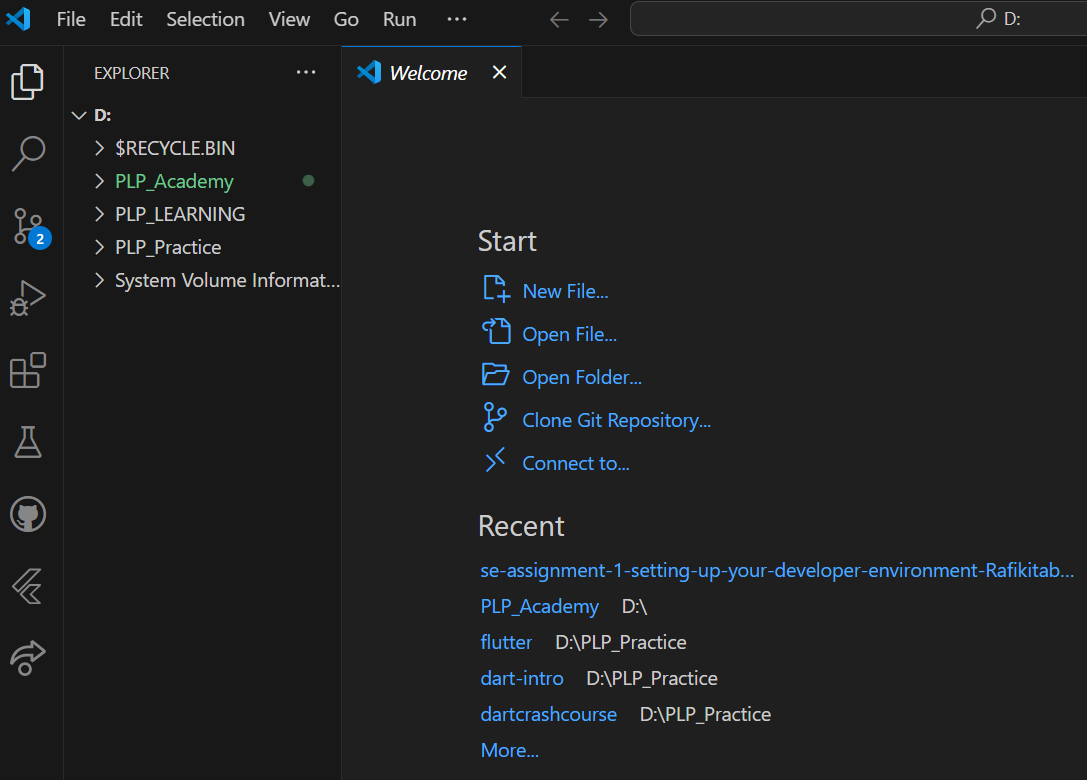 File Edit Selection View Go Run ···
D:
EXPLORER ···
Welcome
D:
$RECYCLE.BIN
PLP_Academy
PLP_LEARNING
PLP_Practice
System Volume Informat...
2
Start
New File...
Open File...
Open Folder...
Clone Git Repository...
Connect to...
Recent
se-assignment-1-setting-up-your-developer-environment-Rafikitab...
PLP_Academy D:\
flutter D:\PLP_Practice
dart-intro D:\PLP_Practice
dartcrashcourse D:\PLP_Practice
More...